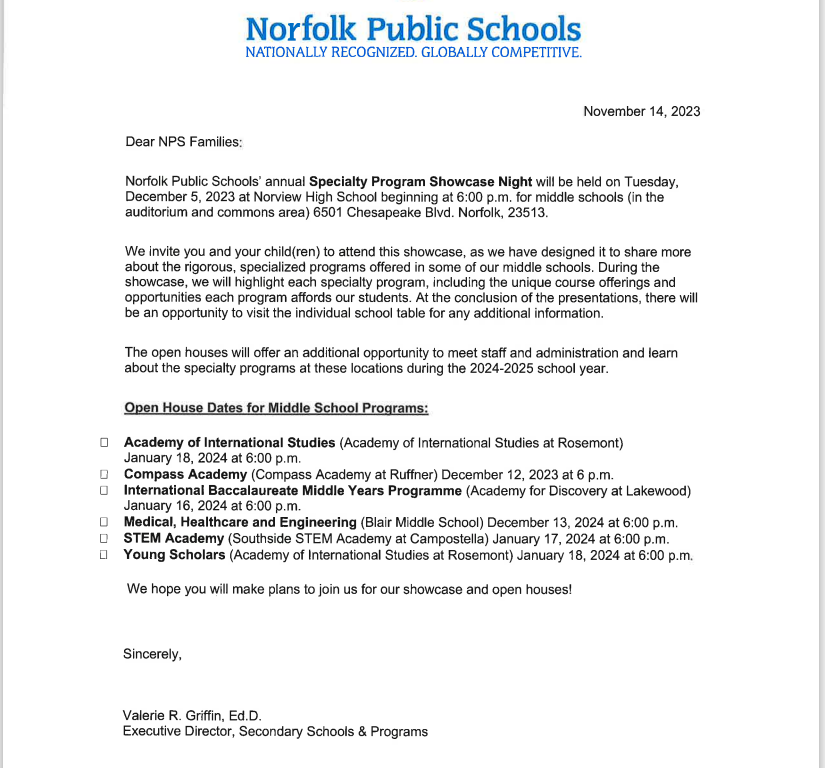 Norfolk Public Schools
NATIONALLY RECOGNIZED. GLOBALLY COMPETITIVE.
November 14, 2023
Dear NPS Families:
Norfolk Public Schools' annual Specialty Program Showcase Night will be held on Tuesday,
December 5, 2023 at Norview High School beginning at 6:00 p.m. for middle schools (in the
auditorium and commons area) 6501 Chesapeake Blvd. Norfolk, 23513.
We invite you and your child(ren) to attend this showcase, as we have designed it to share more
about the rigorous, specialized programs offered in some of our middle schools. During the
showcase, we will highlight each specialty program, including the unique course offerings and
opportunities each program affords our students. At the conclusion of the presentations, there will
be an opportunity to visit the individual school table for any additional information.
The open houses will offer an additional opportunity to meet staff and administration and learn
about the specialty programs at these locations during the 2024-2025 school year.
Open House Dates for Middle School Programs:
Academy of International Studies (Academy of International Studies at Rosemont)
January 18, 2024 at 6:00 p.m.
Compass Academy (Compass Academy at Ruffner) December 12, 2023 at 6 p.m.
International Baccalaureate Middle Years Programme (Academy for Discovery at Lakewood)
January 16, 2024 at 6:00 p.m.
Medical, Healthcare and Engineering (Blair Middle School) December 13, 2024 at 6:00 p.m.
STEM Academy (Southside STEM Academy at Campostella) January 17, 2024 at 6:00 p.m.
Young Scholars (Academy of International Studies at Rosemont) January 18, 2024 at 6:00 p.m.
We hope you will make plans to join us for our showcase and open houses!
Sincerely,
Valerie R. Griffin, Ed.D.
Executive Director, Secondary Schools & Programs